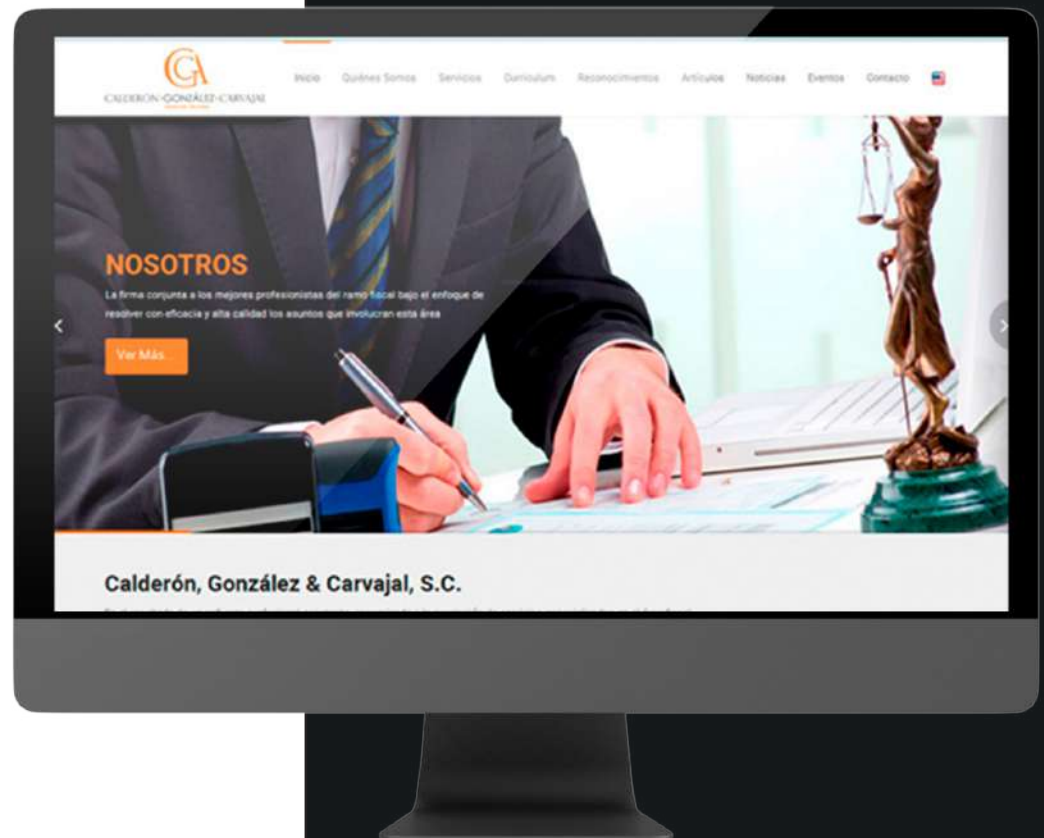 CALDERON·GONZÁLEZ·CARVAJAL
Inicio Quiénes Somos Servicios Curriculum Reconocimientos Artículos Noticias Eventos Contacto
NOSOTROS
La firma conjunta a los mejores profesionistas del ramo fiscal bajo el enfoque de
resolver con eficacia y alta calidad los asuntos que involucran esta área
Ver Más...
Calderón, González & Carvajal, S.C.